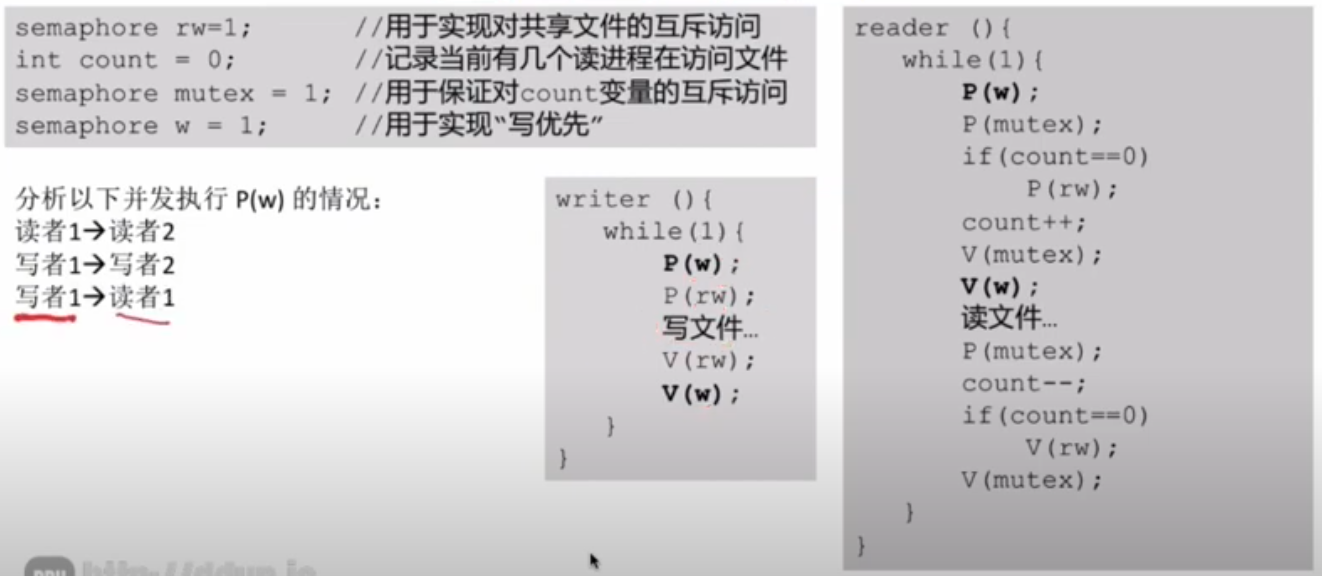 semaphore rw=1; //用于实现对共享文件的互斥访问
int count = 0; //记录当前有几个读进程在访问文件
semaphore mutex = 1; //用于保证对count变量的互斥访问
semaphore w = 1; //用于实现“写优先”
分析以下并发执行 P(w) 的情况：
读者1→读者2
写者1→写者2
写者1→读者1
writer (){
while(1){
P(w);
P(rw);
写文件…
V(rw);
V(w);
}
}
reader (){
while(1){
P(w);
P(mutex);
if(count==0)
P(rw);
count++;
V(mutex);
V(w);
读文件…
P(mutex);
count--;
if(count==0)
V(rw);
V(mutex);
}
}